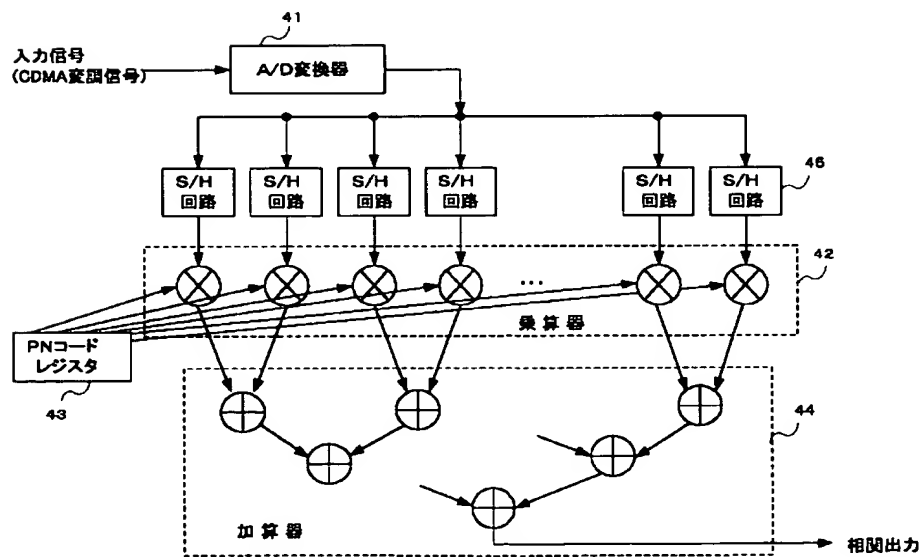 41
入力信号
(CDMA変調信号)
A/D変換器
S/H
回路
S/H
回路
S/H
回路
S/H
回路
S/H
回路
S/H
回路
46
42
...
乗算器
PNコード
レジスタ
43
44
加算器
相関出力